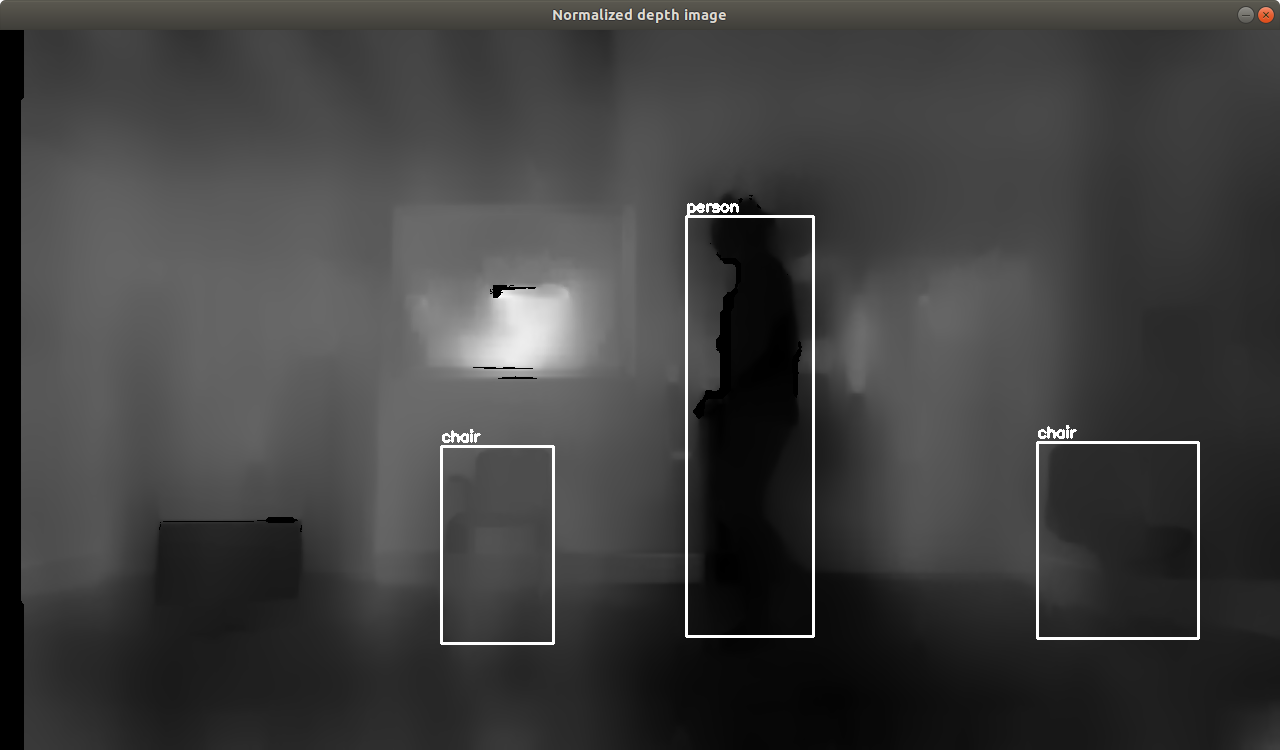 Normalized depth image
person
chair
chair